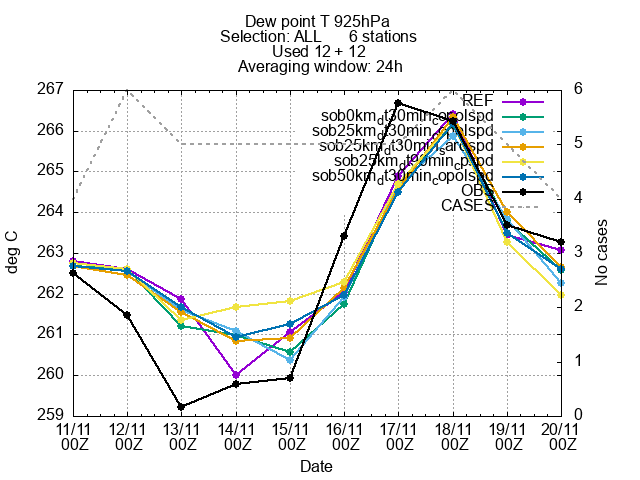 Dew point T 925hPa
Selection: ALL 6 stations
Used 12 + 12
Averaging window: 24h
267
266
265
264
263
262
261
260
259
deg C
6
5
4
3
2
1
0
No cases
REF
OBS
CASES
11/11 12/11 13/11 14/11 15/11 16/11 17/11 18/11 19/11 20/11
00Z 00Z 00Z 00Z 00Z 00Z 00Z 00Z 00Z 00Z
Date